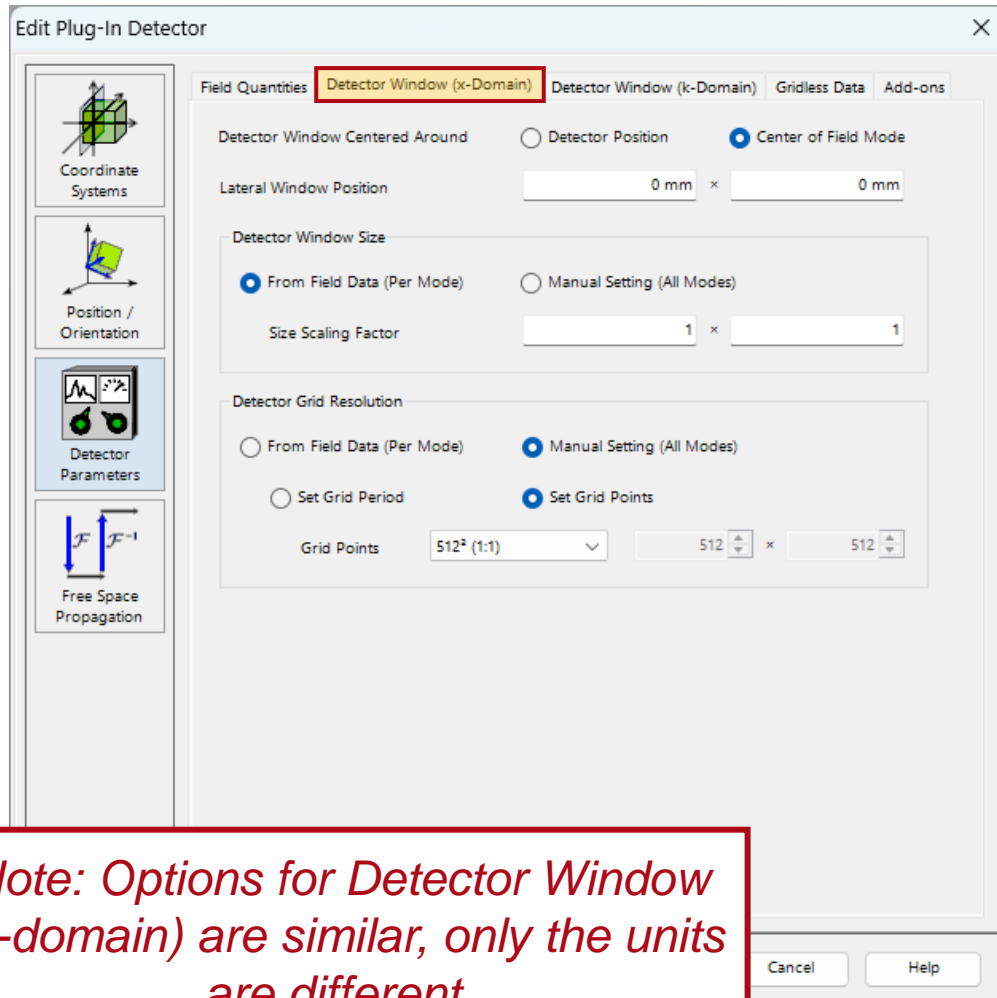 Edit Plug-In Detector
Coordinate
Systems
Position /
Orientation
Detector
Parameters
F F⁻¹
Free Space
Propagation
Field Quantities Detector Window (x-Domain) Detector Window (k-Domain) Gridless Data Add-ons
Detector Window Centered Around Detector Position Center of Field Mode
Lateral Window Position 0 mm × 0 mm
Detector Window Size
From Field Data (Per Mode) Manual Setting (All Modes)
Size Scaling Factor 1 × 1
Detector Grid Resolution
From Field Data (Per Mode) Manual Setting (All Modes)
Set Grid Period Set Grid Points
Grid Points 512² (1:1) 512 × 512
Cancel Help
ote: Options for Detector Window
-domain) are similar, only the units
are different